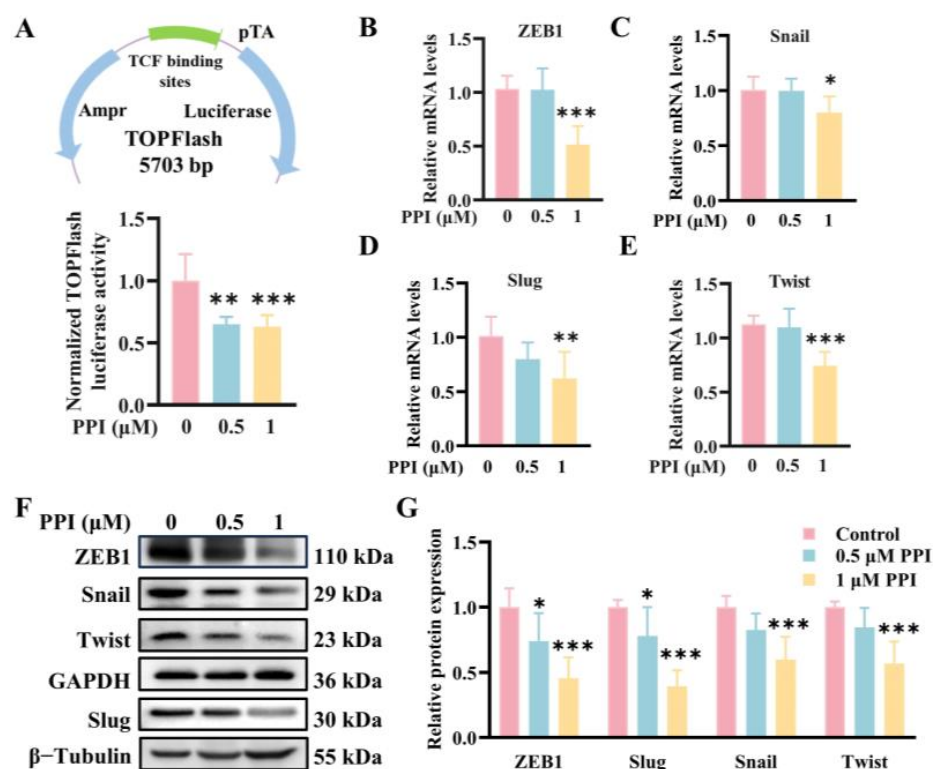 A
pTA
TCF binding
sites
Ampr Luciferase
TOPFlash
5703 bp
Normalized TOPFlash
luciferase activity
1.5
1.0
0.5
0.0
** ***
PPI (μM) 0 0.5 1
B
ZEB1
Relative mRNA levels
1.5
1.0
0.5
0.0
***
PPI (μM) 0 0.5 1
C
Snail
Relative mRNA levels
1.5
1.0
0.5
0.0
*
PPI (μM) 0 0.5 1
D
Slug
Relative mRNA levels
1.5
1.0
0.5
0.0
**
PPI (μM) 0 0.5 1
E
Twist
Relative mRNA levels
1.5
1.0
0.5
0.0
***
PPI (μM) 0 0.5 1
F
PPI (μM) 0 0.5 1
ZEB1 110 kDa
Snail 29 kDa
Twist 23 kDa
GAPDH 36 kDa
Slug 30 kDa
β−Tubulin 55 kDa
G
Control
0.5 μM PPI
1 μM PPI
Relative protein expression
1.5
1.0
0.5
0.0
* *** * *** *** ***
ZEB1 Slug Snail Twist